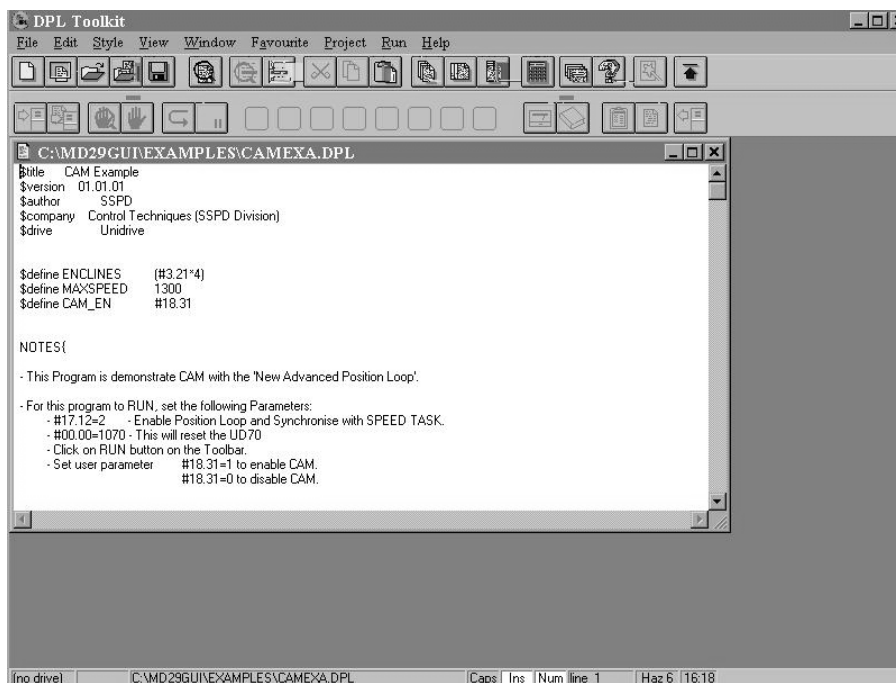 DPL Toolkit
File Edit Style View Window Favourite Project Run Help
C:\MD29GUI\EXAMPLES\CAMEXA.DPL
$title CAM Example
$version 01.01.01
$author SSPD
$company Control Techniques (SSPD Division)
$drive Unidrive
$define ENCLINES (#3.21*4)
$define MAXSPEED 1300
$define CAM_EN #18.31
NOTES{
- This Program is demonstrate CAM with the 'New Advanced Position Loop'.
- For this program to RUN, set the following Parameters:
- #17.12=2 - Enable Position Loop and Synchronise with SPEED TASK.
- #00.00=1070 - This will reset the UD70
- Click on RUN button on the Toolbar.
- Set user parameter #18.31=1 to enable CAM.
#18.31=0 to disable CAM.
(no drive) C:\MD29GUI\EXAMPLES\CAMEXA.DPL Caps Ins Num line 1 Haz 6 16:18